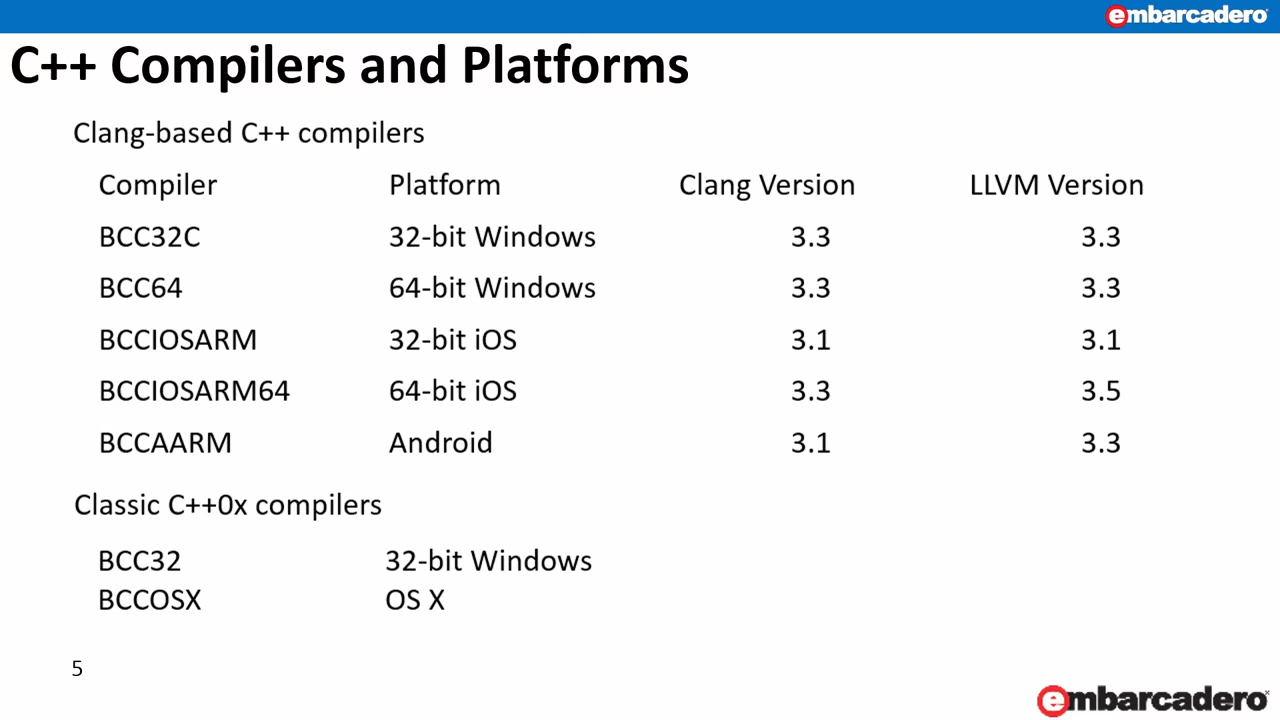 embarcadero
C++ Compilers and Platforms
Clang-based C++ compilers
Compiler Platform Clang Version LLVM Version
BCC32C 32-bit Windows 3.3 3.3
BCC64 64-bit Windows 3.3 3.3
BCCIOSARM 32-bit iOS 3.1 3.1
BCCIOSARM64 64-bit iOS 3.3 3.5
BCCAARM Android 3.1 3.3
Classic C++0x compilers
BCC32 32-bit Windows
BCCOSX OS X
5
embarcadero